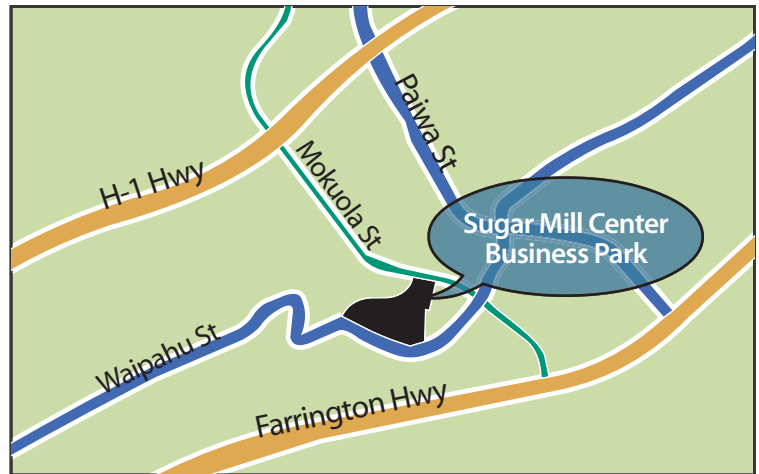 Paiwa St
H-1 Hwy
Mokuola St
Sugar Mill Center
Business Park
Waipahu St
Farrington Hwy